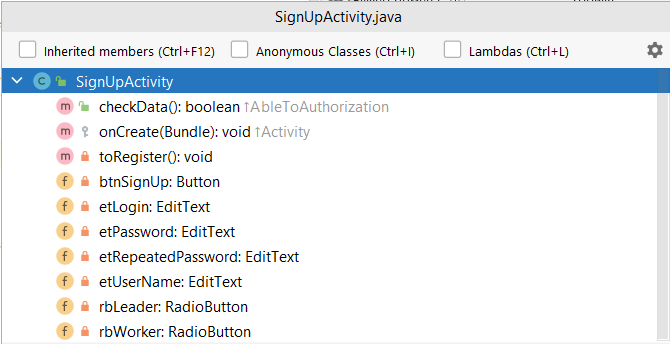 SignUpActivity.java
Inherited members (Ctrl+F12) Anonymous Classes (Ctrl+I) Lambdas (Ctrl+L)
C SignUpActivity
m checkData(): boolean ↑AbleToAuthorization
m onCreate(Bundle): void ↑Activity
m toRegister(): void
f btnSignUp: Button
f etLogin: EditText
f etPassword: EditText
f etRepeatedPassword: EditText
f etUserName: EditText
f rbLeader: RadioButton
f rbWorker: RadioButton